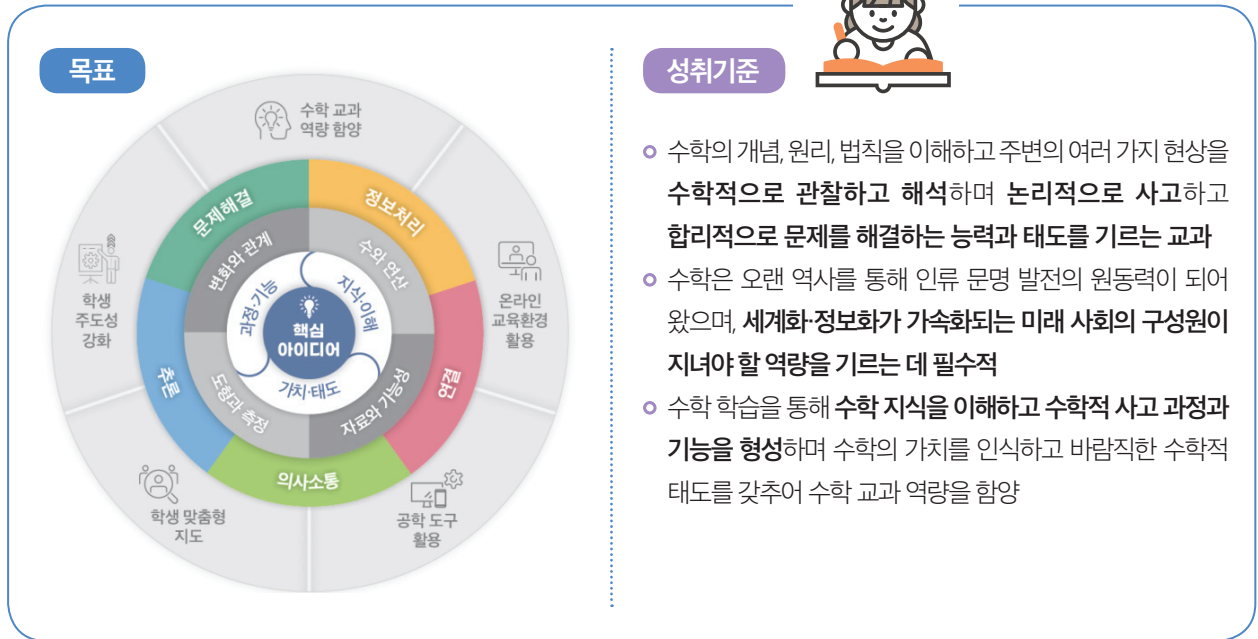 목표
수학 교과
역량 함양
온라인
교육환경
활용
공학 도구
활용
학생 맞춤형
지도
학생
주도성
강화
문제해결
정보처리
연결
의사소통
추론
변화와 관계
수와 연산
자료와 가능성
도형과 측정
과정·기능
지식·이해
가치·태도
핵심
아이디어
성취기준
수학의 개념, 원리, 법칙을 이해하고 주변의 여러 가지 현상을
수학적으로 관찰하고 해석하며 논리적으로 사고하고
합리적으로 문제를 해결하는 능력과 태도를 기르는 교과
수학은 오랜 역사를 통해 인류 문명 발전의 원동력이 되어
왔으며, 세계화·정보화가 가속화되는 미래 사회의 구성원이
지녀야 할 역량을 기르는 데 필수적
수학 학습을 통해 수학 지식을 이해하고 수학적 사고 과정과
기능을 형성하며 수학의 가치를 인식하고 바람직한 수학적
태도를 갖추어 수학 교과 역량을 함양